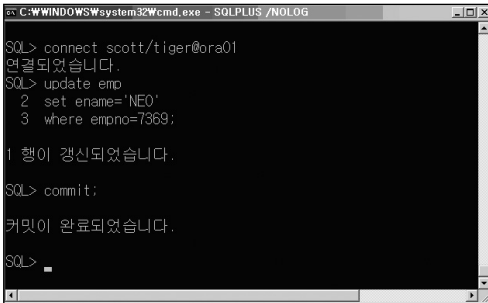 C:₩WINDOWS₩system32₩cmd.exe - SQLPLUS /NOLOG
SQL> connect scott/tiger@ora01
연결되었습니다.
SQL> update emp
2 set ename='NEO'
3 where empno=7369;
1 행이 갱신되었습니다.
SQL> commit;
커밋이 완료되었습니다.
SQL>